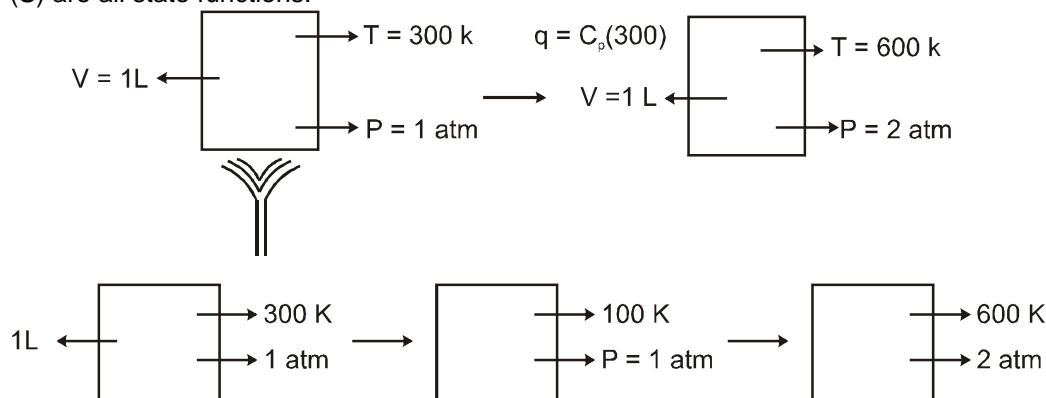 (S) are all state functions.
T = 300 k
q = Cₚ(300)
T = 600 k
V = 1L
V =1 L
P = 1 atm
P = 2 atm
300 K
100 K
600 K
1L
1 atm
P = 1 atm
2 atm